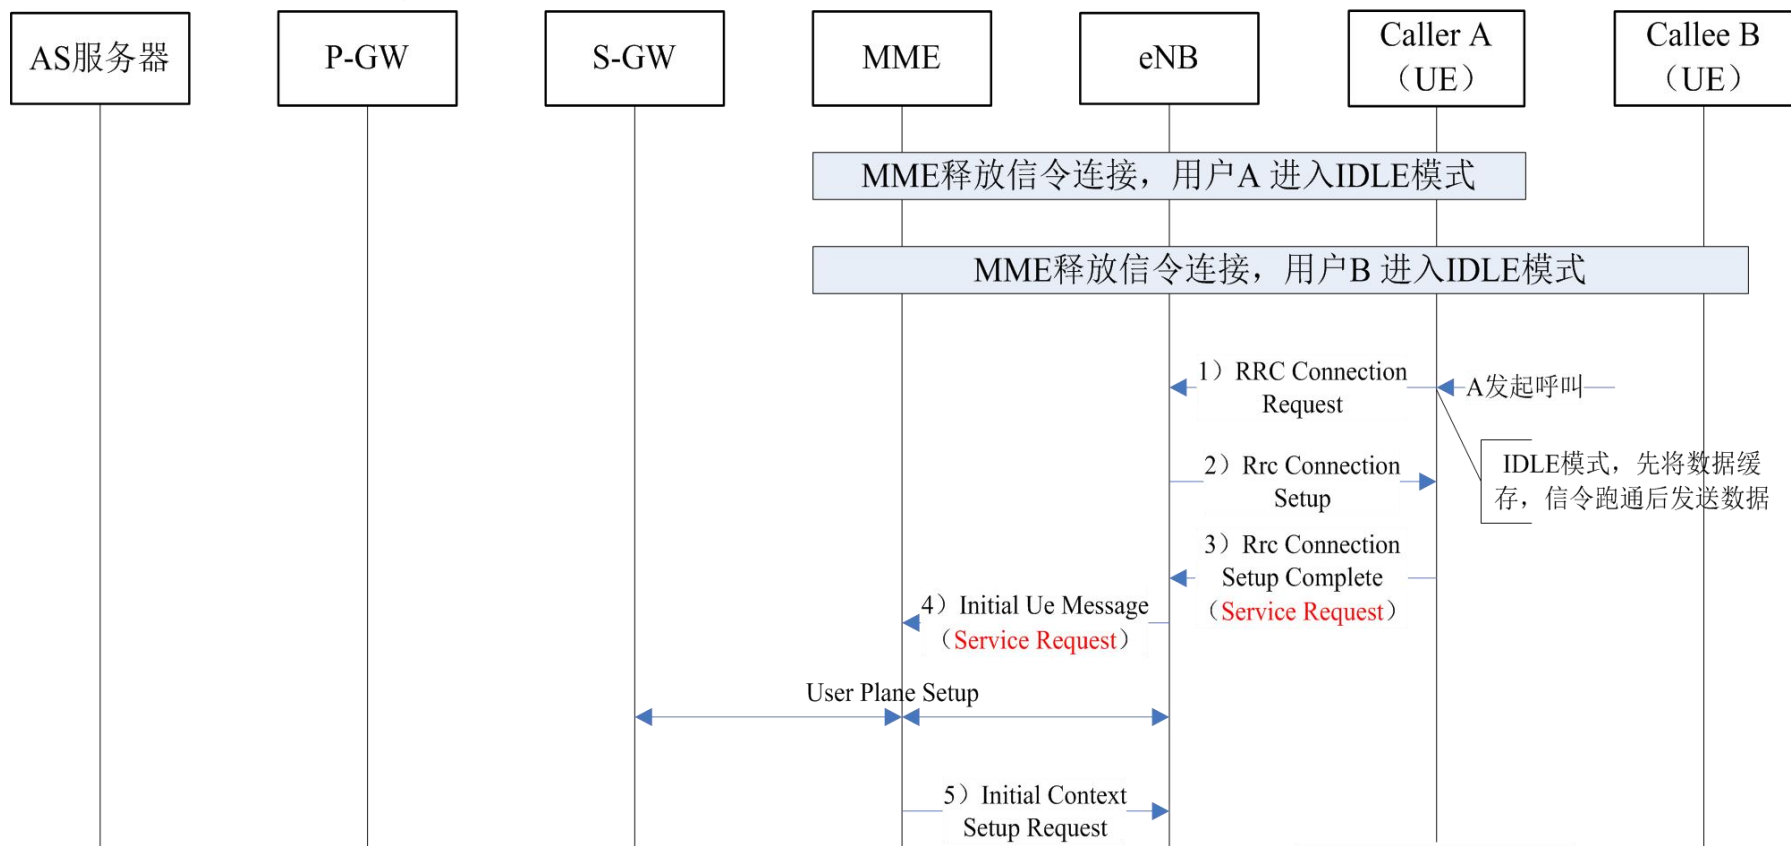 AS服务器
P-GW
S-GW
MME
eNB
Caller A
（UE）
Callee B
（UE）
MME释放信令连接，用户A 进入IDLE模式
MME释放信令连接，用户B 进入IDLE模式
1）RRC Connection
Request
A发起呼叫
IDLE模式，先将数据缓
存，信令跑通后发送数据
2）Rrc Connection
Setup
3）Rrc Connection
Setup Complete
（Service Request）
4）Initial Ue Message
（Service Request）
User Plane Setup
5）Initial Context
Setup Request